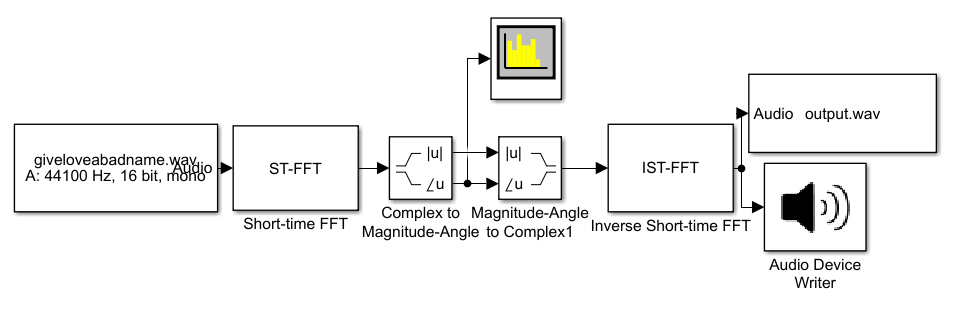 giveloveabadname.wav
A: 44100 Hz, 16 bit, mono
Audio
ST-FFT
Short-time FFT
|u|
∠u
Complex to
Magnitude-Angle
|u|
∠u
Magnitude-Angle
to Complex1
IST-FFT
Inverse Short-time FFT
Audio
output.wav
Audio Device
Writer